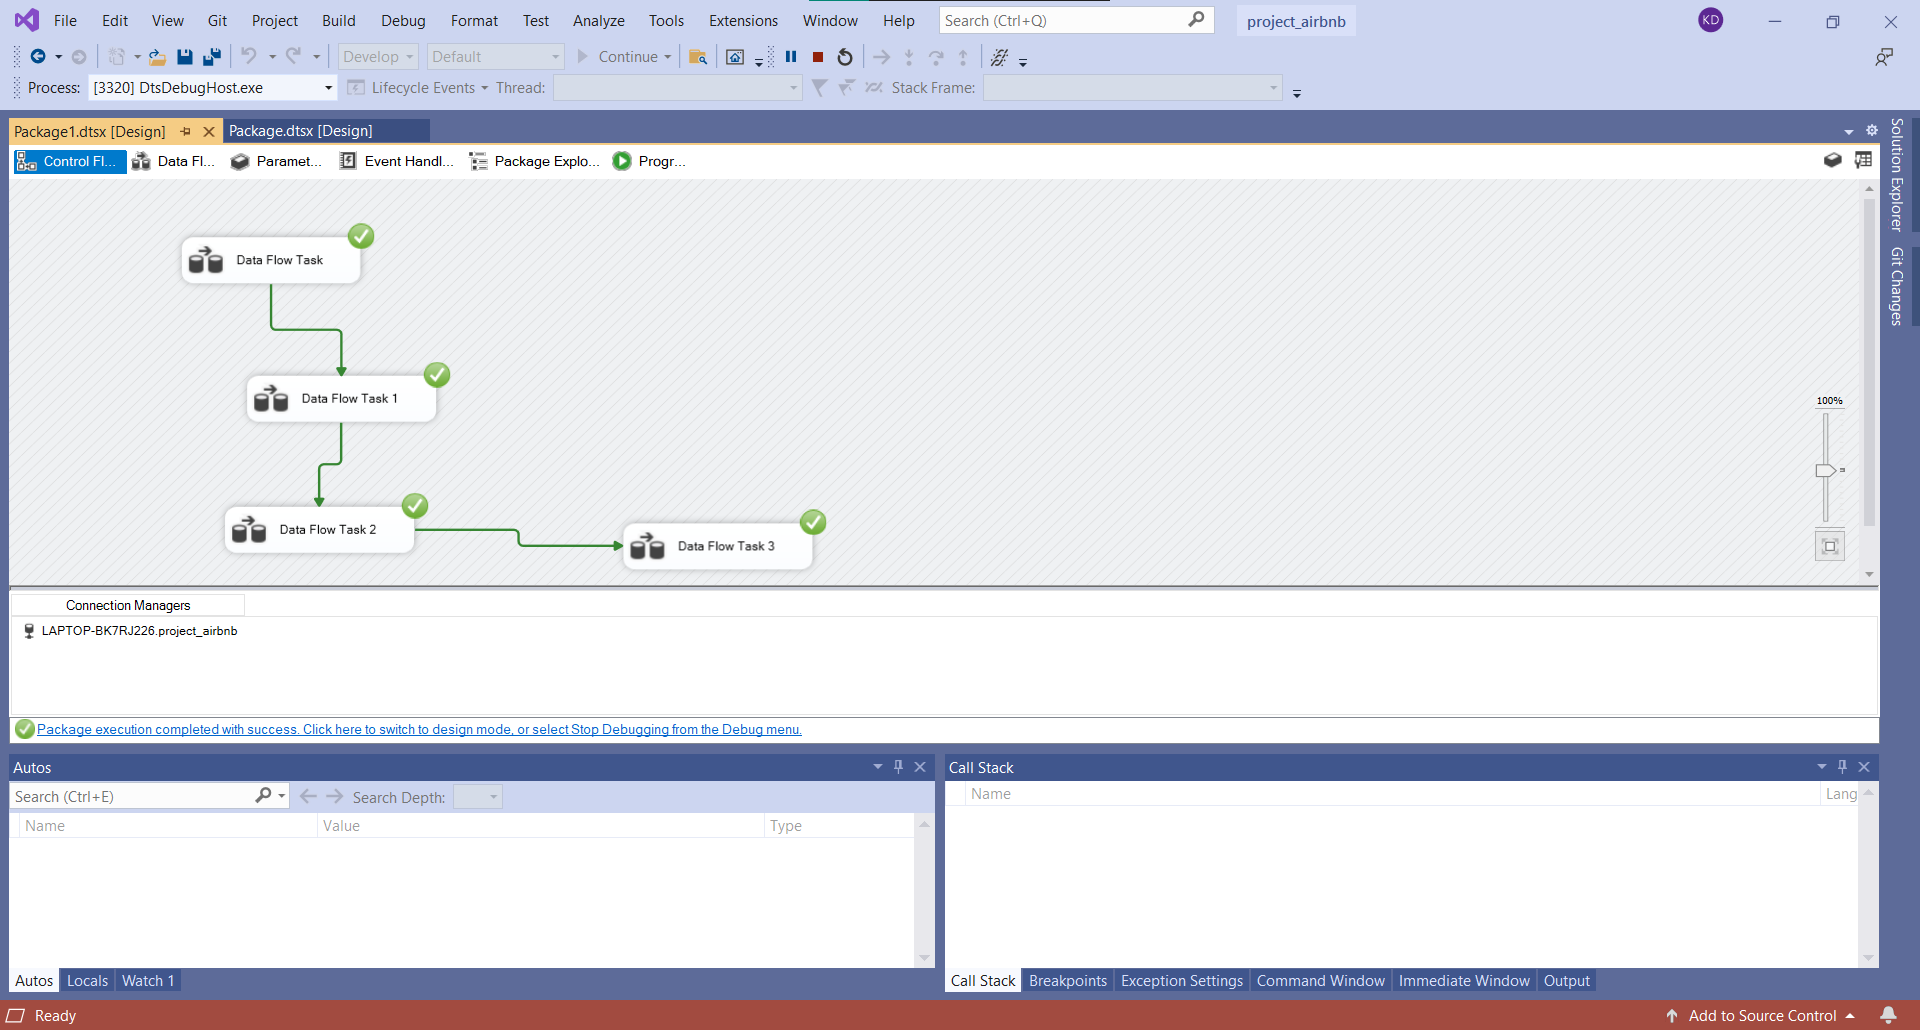 File Edit View Git Project Build Debug Format Test Analyze Tools Extensions Window Help Search (Ctrl+Q) project_airbnb KD
Develop Default Continue
Process: [3320] DtsDebugHost.exe Lifecycle Events Thread: Stack Frame:
Package1.dtsx [Design] Package.dtsx [Design]
Control Fl... Data Fl... Paramet... Event Handl... Package Explo... Progr...
Solution Explorer
Git Changes
Data Flow Task
Data Flow Task 1
100%
Data Flow Task 2
Data Flow Task 3
Connection Managers
LAPTOP-BK7RJ226.project_airbnb
Package execution completed with success. Click here to switch to design mode, or select Stop Debugging from the Debug menu.
Autos
Search (Ctrl+E) Search Depth:
Name Value Type
Autos Locals Watch 1
Call Stack
Name Lang
Call Stack Breakpoints Exception Settings Command Window Immediate Window Output
Ready Add to Source Control